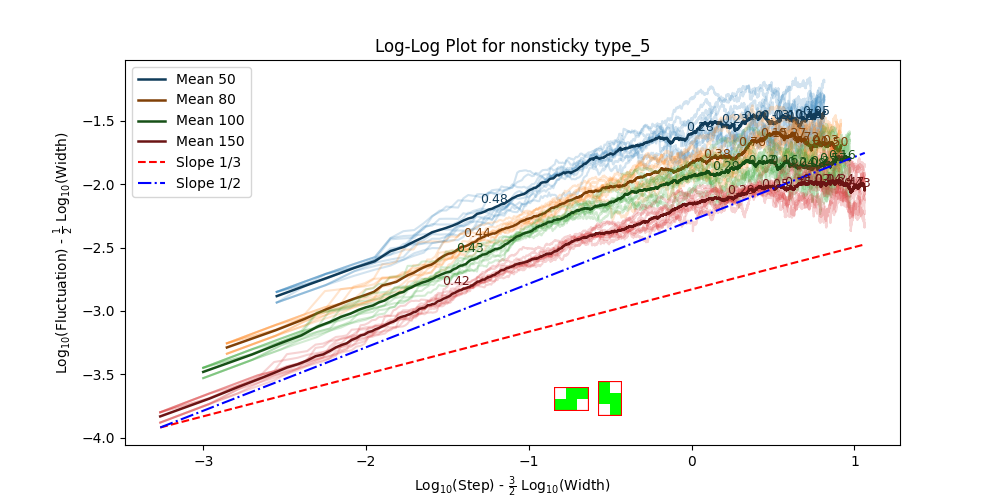 Log-Log Plot for nonsticky type_5
Mean 50
Mean 80
Mean 100
Mean 150
Slope 1/3
Slope 1/2
0.48
0.44
0.43
0.42
0.28
0.38
0.29
0.26
0.23
Log₁₀(Fluctuation) - ½ Log₁₀(Width)
−1.5
−2.0
−2.5
−3.0
−3.5
−4.0
−3
−2
−1
0
1
Log₁₀(Step) - 3/2 Log₁₀(Width)